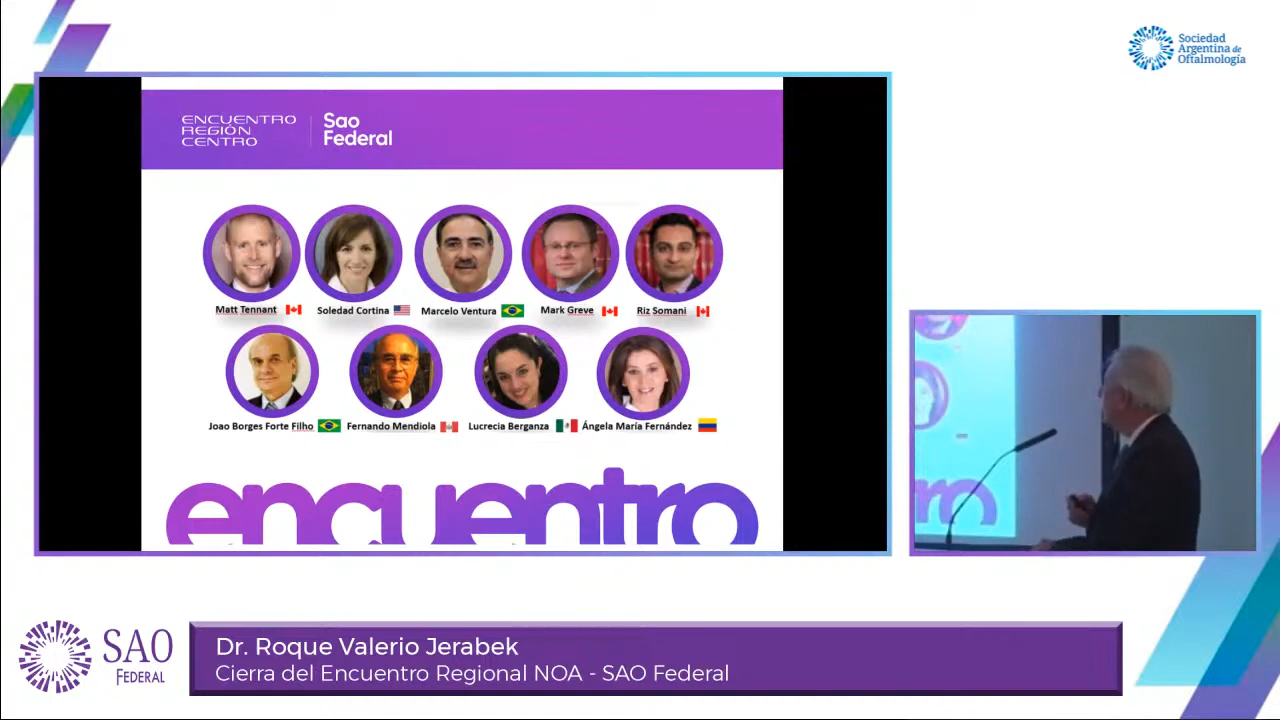 Sociedad
Argentina de
Oftalmología
ENCUENTRO
REGIÓN
CENTRO
Sao
Federal
Matt Tennant
Soledad Cortina
Marcelo Ventura
Mark Greve
Riz Somani
Joao Borges Forte Filho
Fernando Mendiola
Lucrecia Berganza
Ángela María Fernández
encuentro
SAO
FEDERAL
Dr. Roque Valerio Jerabek
Cierra del Encuentro Regional NOA - SAO Federal